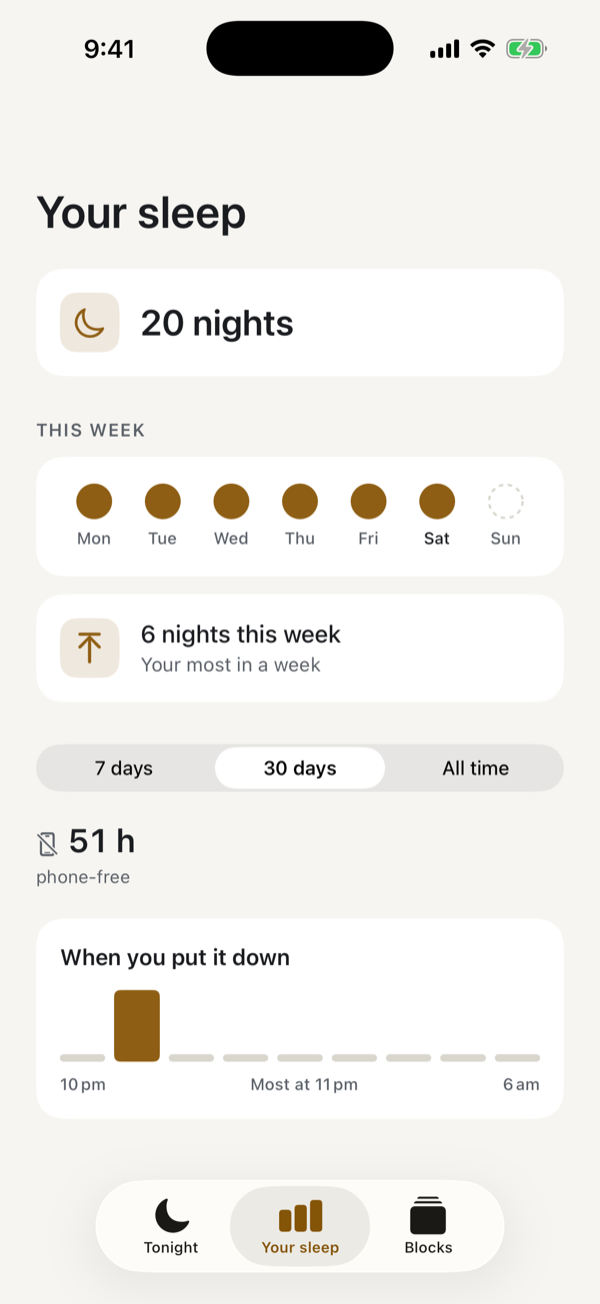 9:41
Your sleep
20 nights
THIS WEEK
Mon Tue Wed Thu Fri Sat Sun
6 nights this week
Your most in a week
7 days 30 days All time
51 h
phone-free
When you put it down
10 pm Most at 11 pm 6 am
Tonight Your sleep Blocks